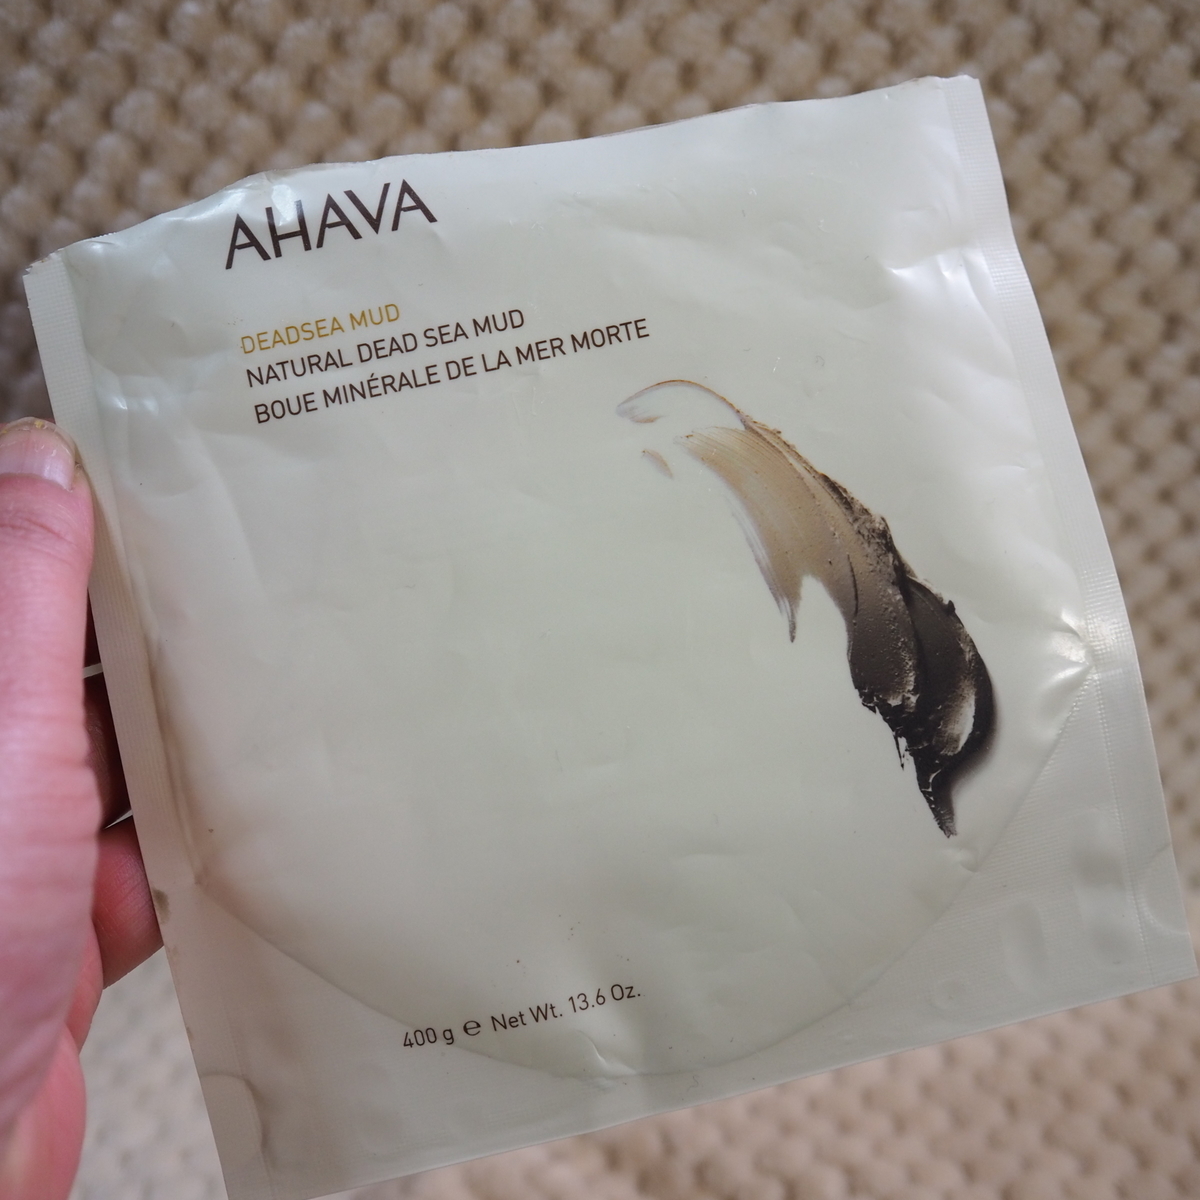 AHAVA
DEADSEA MUD
NATURAL DEAD SEA MUD
BOUE MINÉRALE DE LA MER MORTE
400 g ℮ Net Wt. 13.6 Oz.